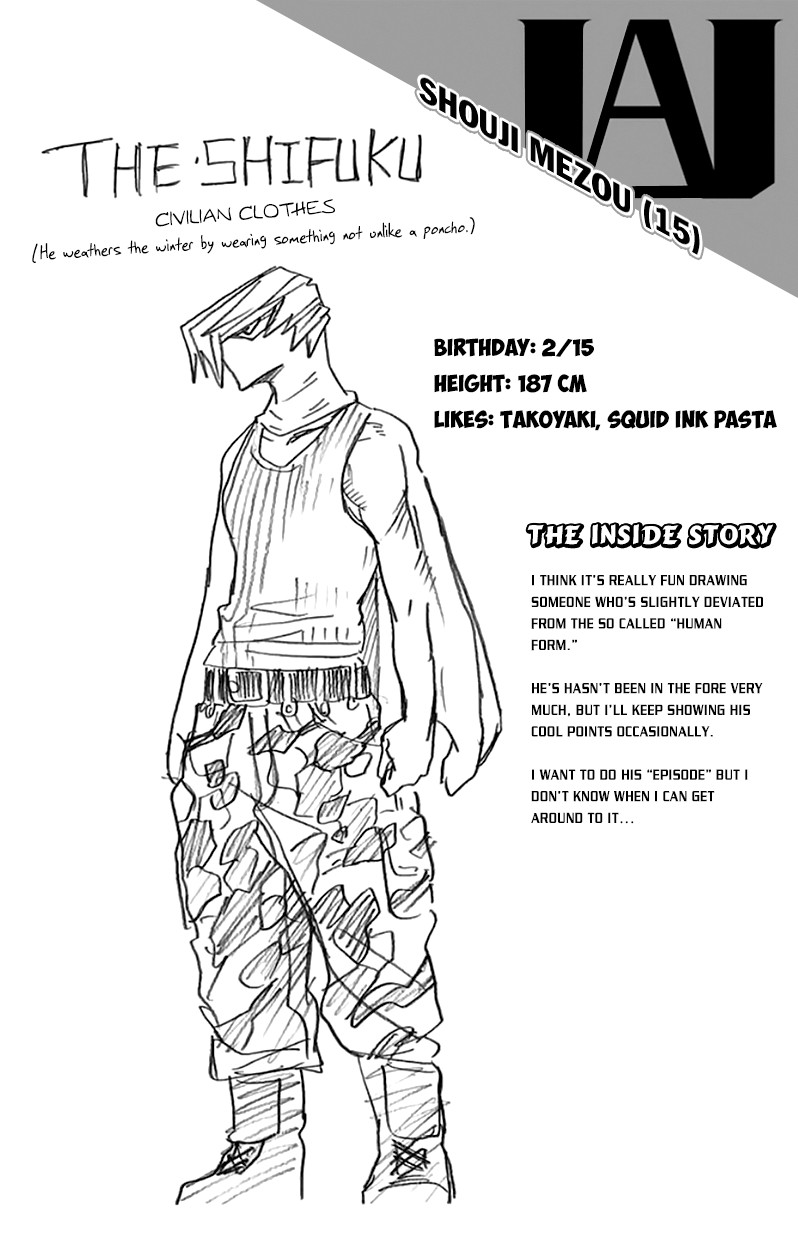 UA
SHOUJI MEZOU (15)
THE·SHIFUKU
CIVILIAN CLOTHES
(He weathers the winter by wearing something not unlike a poncho.)
BIRTHDAY: 2/15
HEIGHT: 187 CM
LIKES: TAKOYAKI, SQUID INK PASTA
THE INSIDE STORY
I THINK IT'S REALLY FUN DRAWING
SOMEONE WHO'S SLIGHTLY DEVIATED
FROM THE SO CALLED "HUMAN
FORM."
HE'S HASN'T BEEN IN THE FORE VERY
MUCH, BUT I'LL KEEP SHOWING HIS
COOL POINTS OCCASIONALLY.
I WANT TO DO HIS "EPISODE" BUT I
DON'T KNOW WHEN I CAN GET
AROUND TO IT...